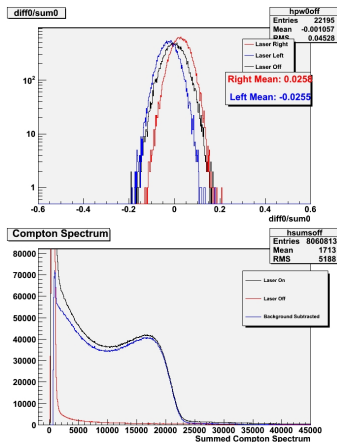 diff0/sum0
hpw0off
Entries 22195
Mean -0.001057
RMS 0.04528
Laser Right
Laser Left
Laser Off
Right Mean: 0.0258
Left Mean: -0.0255
10²
10
1
-0.6 -0.4 -0.2 0 0.2 0.4 0.6
diff0/sum0
Compton Spectrum
hsumsoff
Entries 8060813
Mean 1713
RMS 5188
Laser On
Laser Off
Background Subtracted
80000
70000
60000
50000
40000
30000
20000
10000
0
0 5000 10000 15000 20000 25000 30000 35000 40000 45000
Summed Compton Spectrum